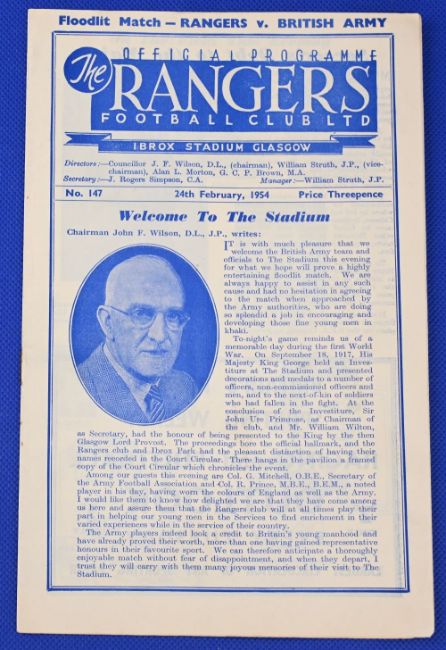 Floodlit Match — RANGERS v. BRITISH ARMY
OFFICIAL PROGRAMME
The RANGERS
FOOTBALL CLUB LTD
IBROX STADIUM GLASGOW
Directors:—Councillor J. F. Wilson, D.L., (chairman), William Struth, J.P., (vice-
chairman), Alan L. Morton, G. C. P. Brown, M.A.
Secretary:—J. Rogers Simpson, C.A. Manager:—William Struth, J.P.
No. 147 24th February, 1954 Price Threepence
Welcome To The Stadium
Chairman John F. Wilson, D.L., J.P., writes:
IT is with much pleasure that we
welcome the British Army team and
officials to The Stadium this evening
for what we hope will prove a highly
entertaining floodlit match. We are
always happy to assist in any such
cause and had no hesitation in agreeing
to the match when approached by
the Army authorities, who are doing
so splendid a job in encouraging and
developing those fine young men in
khaki.
To-night's game reminds us of a
memorable day during the first World
War. On September 18, 1917, His
Majesty King George held an Inves-
titure at The Stadium and presented
decorations and medals to a number of
officers, non-commissioned officers and
men, and to the next-of-kin of soldiers
who had fallen in the fight. At the
conclusion of the Investiture, Sir
John Ure Primrose, as Chairman of
the club, and Mr. William Wilton,
as Secretary, had the honour of being presented to the King by the then
Glasgow Lord Provost. The proceedings bore the official hallmark, and the
Rangers club and Ibrox Park had the pleasant distinction of having their
names recorded in the Court Circular. There hangs in the pavilion a framed
copy of the Court Circular which chronicles the event.
Among our guests this evening are Col. G. Mitchell, O.B.E., Secretary of
the Army Football Association and Col. R. Prince, M.B.E., B.E.M., a noted
player in his day, having worn the colours of England as well as the Army.
I would like them to know how delighted we are that they have come among
us here and assure them that the Rangers club will at all times play their
part in helping our young men in the Services to find enrichment in their
varied experiences while in the service of their country.
The Army players indeed look a credit to Britain's young manhood and
have already proved their worth, more than one having gained representative
honours in their favourite sport. We can therefore anticipate a thoroughly
enjoyable match without fear of disappointment, and when they depart, I
trust they will carry with them many joyous memories of their visit to The
Stadium.